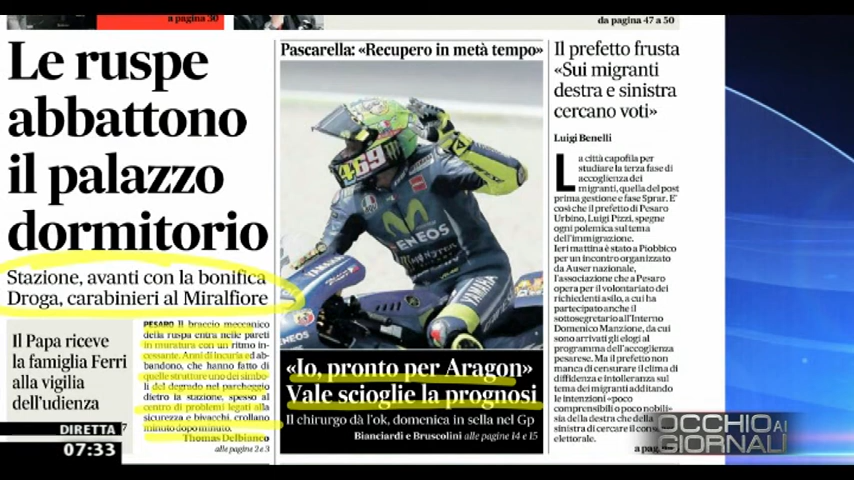 a pagina 30
da pagina 47 a 50
Le ruspe
abbattono
il palazzo
dormitorio
Stazione, avanti con la bonifica
Droga, carabinieri al Miralfiore
Il Papa riceve
la famiglia Ferri
alla vigilia
dell'udienza
PESARO Il braccio meccanico
della ruspa entra nelle pareti
in muratura con un ritmo in-
cessante. Anni di incuria ed ab-
bandono, che hanno fatto di
quelle strutture uno dei simbo-
li del degrado nel parcheggio
dietro la stazione, spesso al
centro di problemi legati alla
sicurezza e bivacchi, crollano
minuto dopo minuto.
Thomas Delbianco
alle pagine 2 e 3
Pascarella: «Recupero in metà tempo»
469
AGV
ENEOS
MONSTER
YAMAHA
YAMAHA
ENEOS
«Io, pronto per Aragon»
Vale scioglie la prognosi
Il chirurgo dà l'ok, domenica in sella nel Gp
Bianciardi e Bruscolini alle pagine 14 e 15
Il prefetto frusta
«Sui migranti
destra e sinistra
cercano voti»
Luigi Benelli
La città capofila per
studiare la terza fase di
accoglienza dei
migranti, quella del post
prima gestione e fase Sprar. E'
così che il prefetto di Pesaro
Urbino, Luigi Pizzi, spegne
ogni polemica sul tema
dell'immigrazione.
Ieri mattina è stato a Piobbico
per un incontro organizzato
da Auser nazionale,
l'associazione che a Pesaro
opera per il volontariato dei
richiedenti asilo, a cui ha
partecipato anche il
sottosegretario all'Interno
Domenico Manzione, da cui
sono arrivati gli elogi al
programma dell'accoglienza
pesarese. Ma il prefetto non
manca di censurare il clima di
diffidenza e intolleranza sul
tema dei migranti additando
le intenzioni «poco
comprensibili o poco nobili»
sia della destra che della
sinistra di cercare il
elettorale.
DIRETTA
07:33
OCCHIO AI
GIORNALI